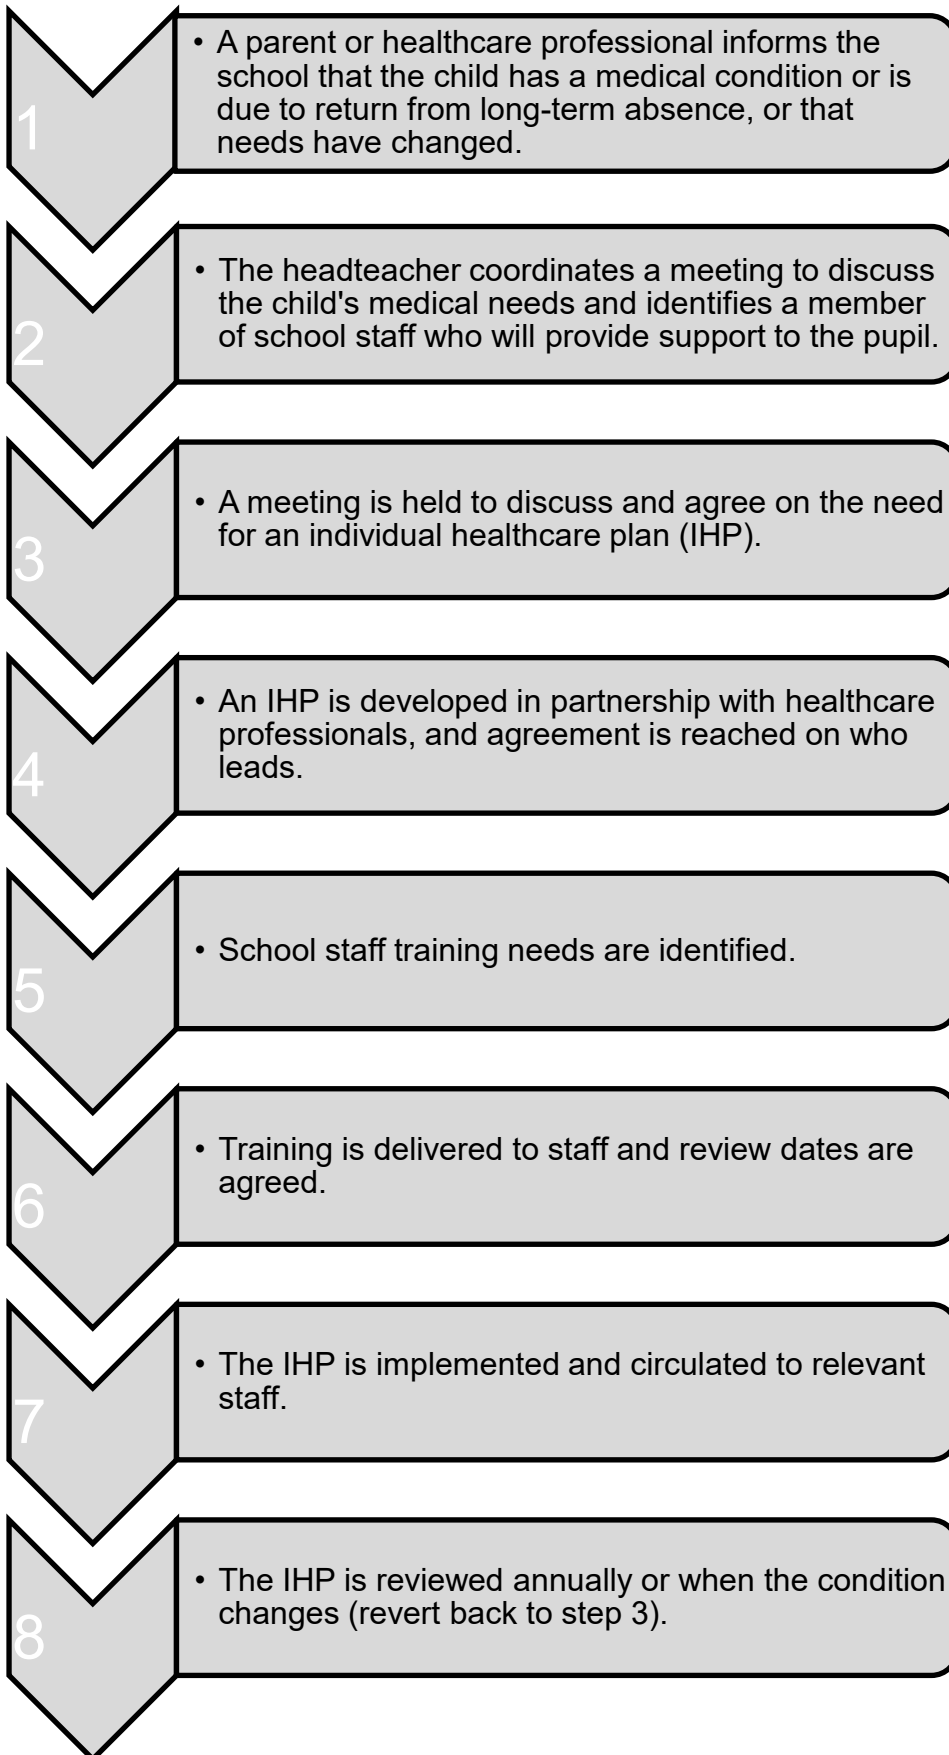 1
• A parent or healthcare professional informs the
school that the child has a medical condition or is
due to return from long-term absence, or that
needs have changed.
2
• The headteacher coordinates a meeting to discuss
the child's medical needs and identifies a member
of school staff who will provide support to the pupil.
3
• A meeting is held to discuss and agree on the need
for an individual healthcare plan (IHP).
4
• An IHP is developed in partnership with healthcare
professionals, and agreement is reached on who
leads.
5
• School staff training needs are identified.
6
• Training is delivered to staff and review dates are
agreed.
7
• The IHP is implemented and circulated to relevant
staff.
8
• The IHP is reviewed annually or when the condition
changes (revert back to step 3).